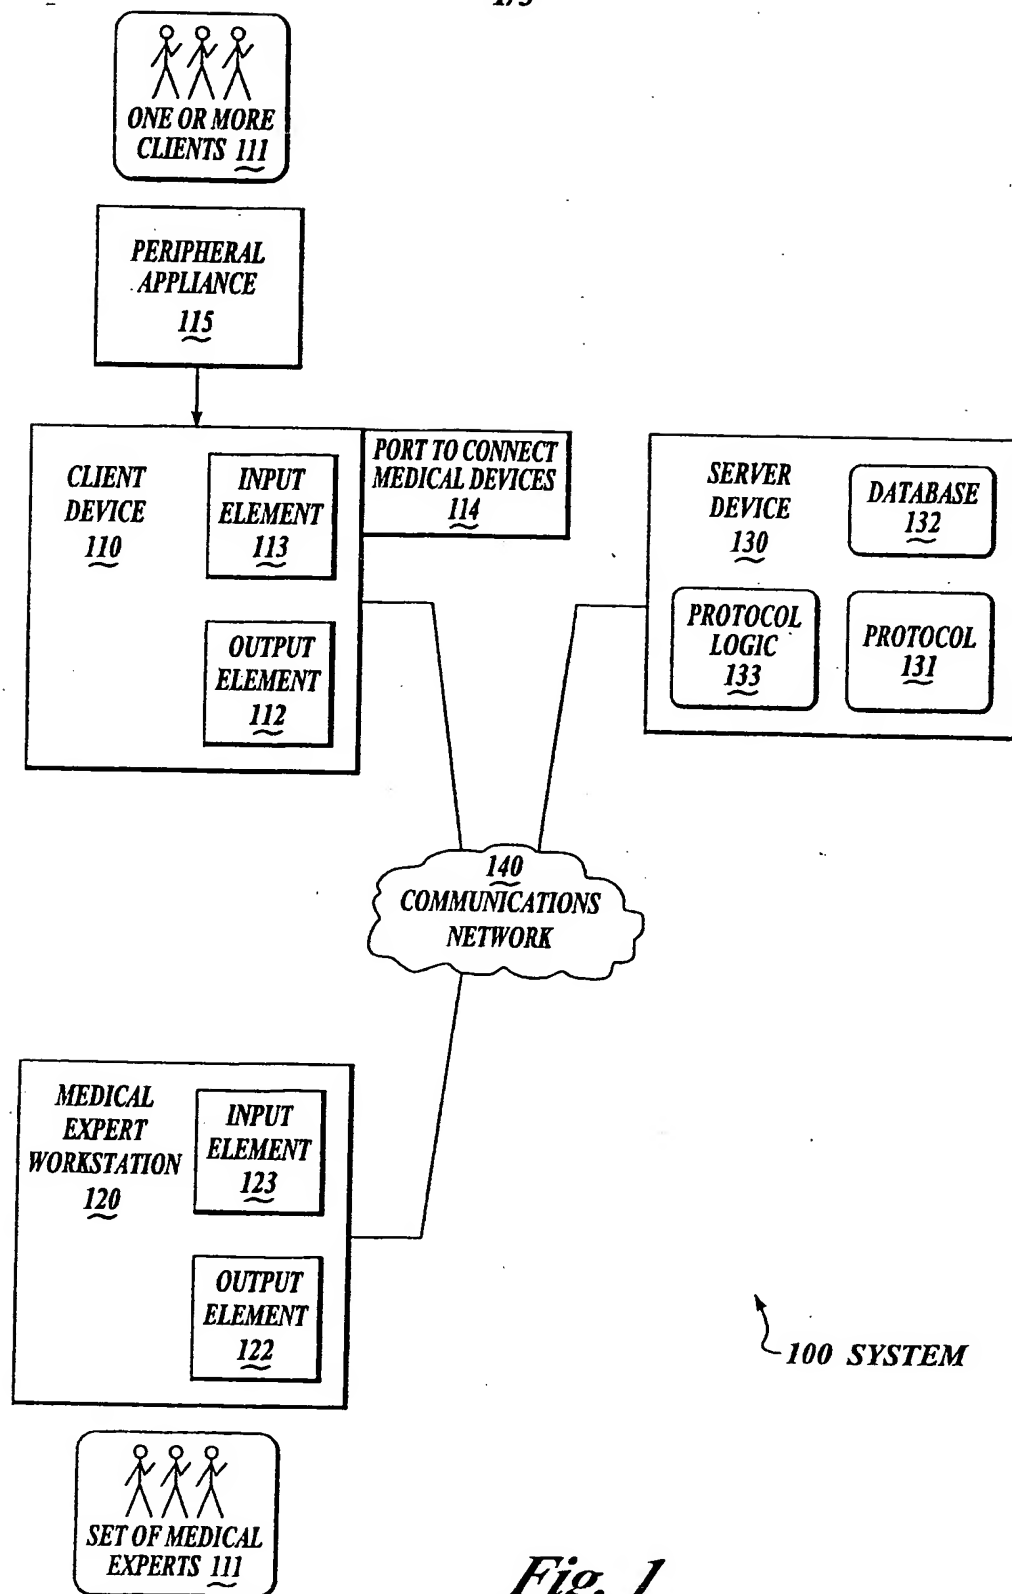 1/3
ONE OR MORE
CLIENTS 111
PERIPHERAL
APPLIANCE
115
CLIENT
DEVICE
110
INPUT
ELEMENT
113
PORT TO CONNECT
MEDICAL DEVICES
114
OUTPUT
ELEMENT
112
SERVER
DEVICE
130
DATABASE
132
PROTOCOL
LOGIC
133
PROTOCOL
131
140
COMMUNICATIONS
NETWORK
MEDICAL
EXPERT
WORKSTATION
120
INPUT
ELEMENT
123
OUTPUT
ELEMENT
122
100 SYSTEM
SET OF MEDICAL
EXPERTS 111
Fig. 1